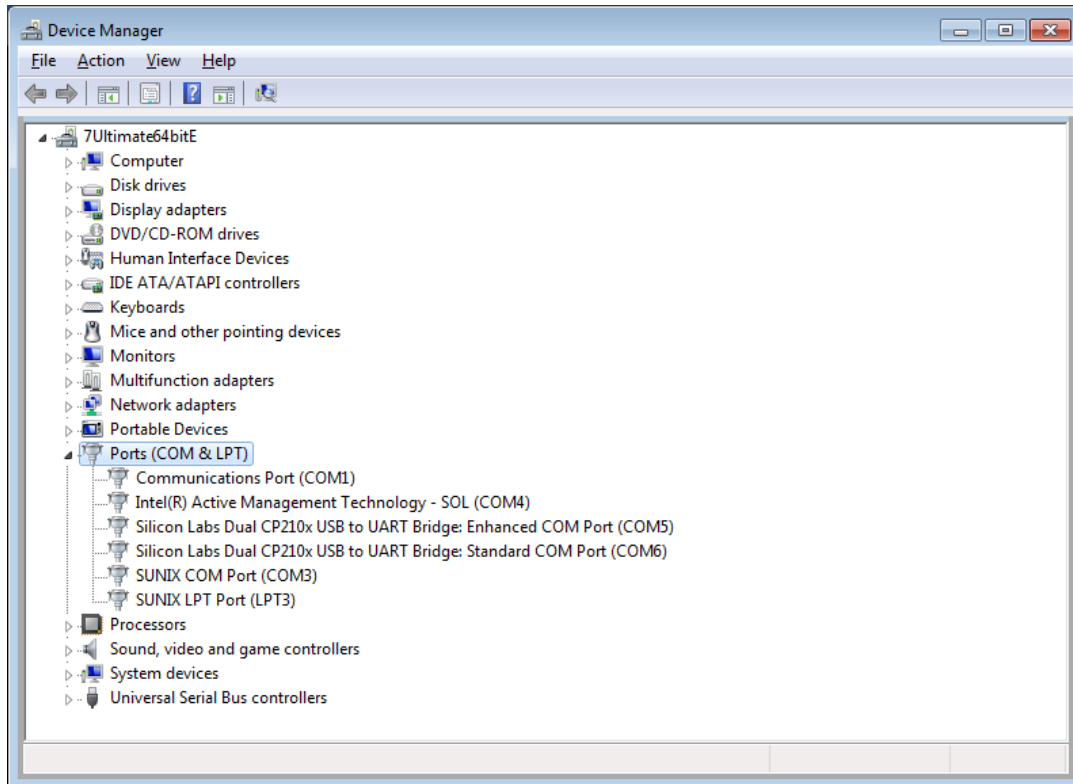 Device Manager
File Action View Help
7Ultimate64bitE
Computer
Disk drives
Display adapters
DVD/CD-ROM drives
Human Interface Devices
IDE ATA/ATAPI controllers
Keyboards
Mice and other pointing devices
Monitors
Multifunction adapters
Network adapters
Portable Devices
Ports (COM & LPT)
Communications Port (COM1)
Intel(R) Active Management Technology - SOL (COM4)
Silicon Labs Dual CP210x USB to UART Bridge: Enhanced COM Port (COM5)
Silicon Labs Dual CP210x USB to UART Bridge: Standard COM Port (COM6)
SUNIX COM Port (COM3)
SUNIX LPT Port (LPT3)
Processors
Sound, video and game controllers
System devices
Universal Serial Bus controllers